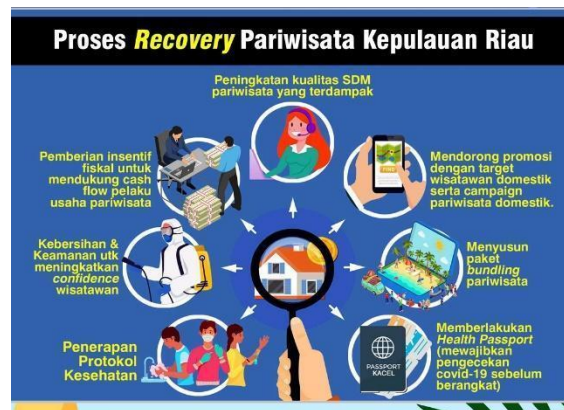 Proses Recovery Pariwisata Kepulauan Riau
Peningkatan kualitas SDM
pariwisata yang terdampak
Pemberian insentif
fiskal untuk
mendukung cash
flow pelaku
usaha pariwisata
Mendorong promosi
dengan target
wisatawan domestik
serta campaign
pariwisata domestik.
Kebersihan &
Keamanan utk
meningkatkan
confidence
wisatawan
Menyusun
paket
bundling
pariwisata
Penerapan
Protokol
Kesehatan
Memberlakukan
Health Passport
(mewajibkan
pengecekan
covid-19 sebelum
berangkat)
PASSPORT
KACEL